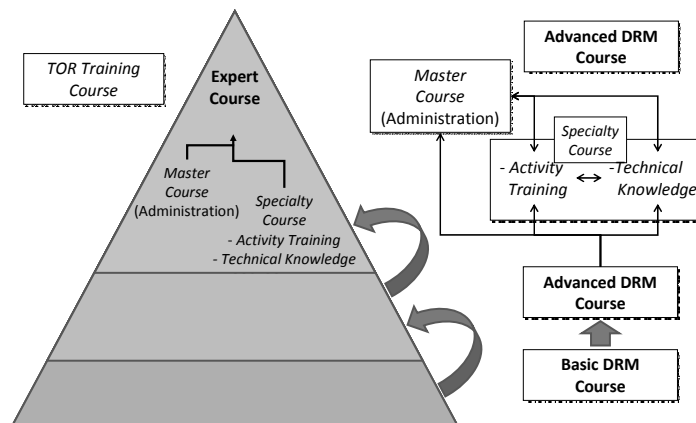 TOR Training
Course
Expert
Course
Master
Course
(Administration)
Specialty
Course
- Activity Training
- Technical Knowledge
Advanced DRM
Course
Master
Course
(Administration)
Specialty
Course
- Activity
Training
-Technical
Knowledge
Advanced DRM
Course
Basic DRM
Course